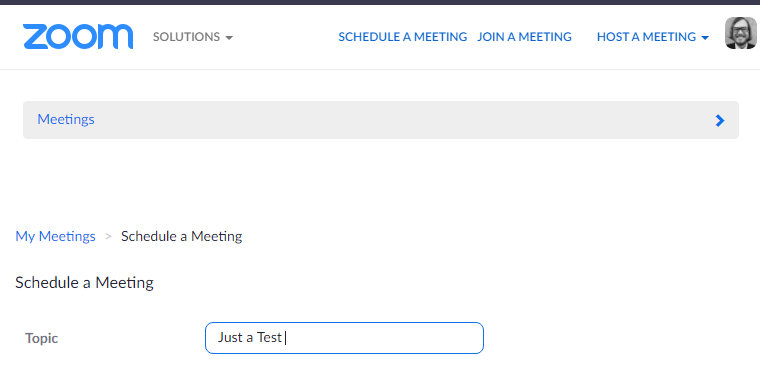 zoom SOLUTIONS SCHEDULE A MEETING JOIN A MEETING HOST A MEETING
Meetings
My Meetings > Schedule a Meeting
Schedule a Meeting
Topic Just a Test